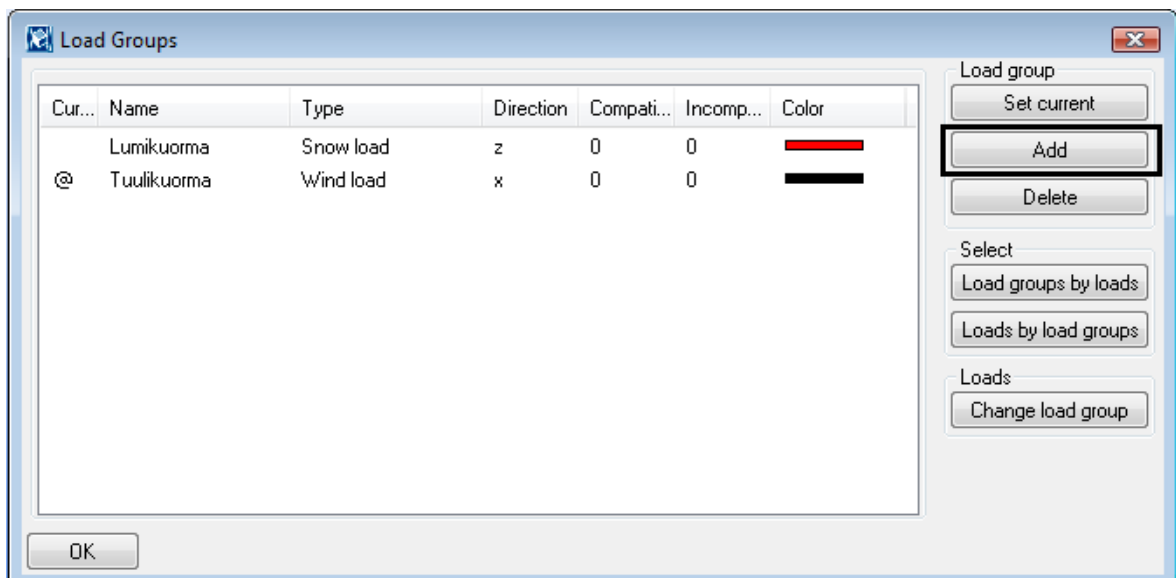 Load Groups
Cur... Name Type Direction Compati... Incomp... Color
Lumikuorma Snow load z 0 0
@ Tuulikuorma Wind load x 0 0
Load group
Set current
Add
Delete
Select
Load groups by loads
Loads by load groups
Loads
Change load group
OK